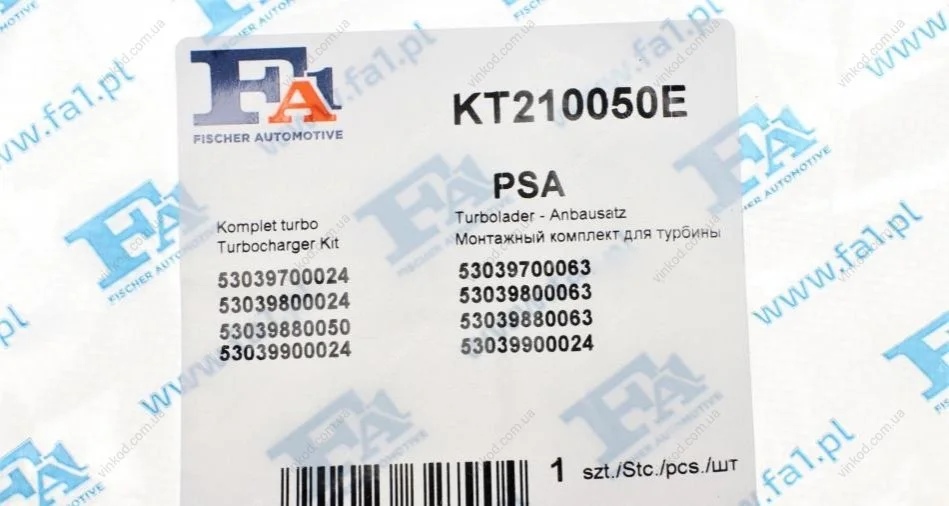 FA1
FISCHER AUTOMOTIVE
KT210050E
PSA
Komplet turbo
Turbocharger Kit
53039700024
53039800024
53039880050
53039900024
Turbolader - Anbausatz
Монтажный комплект для турбины
53039700063
53039800063
53039880063
53039900024
1 szt./Stc./pcs./шт
www.fa1.pl
vinkod.com.ua